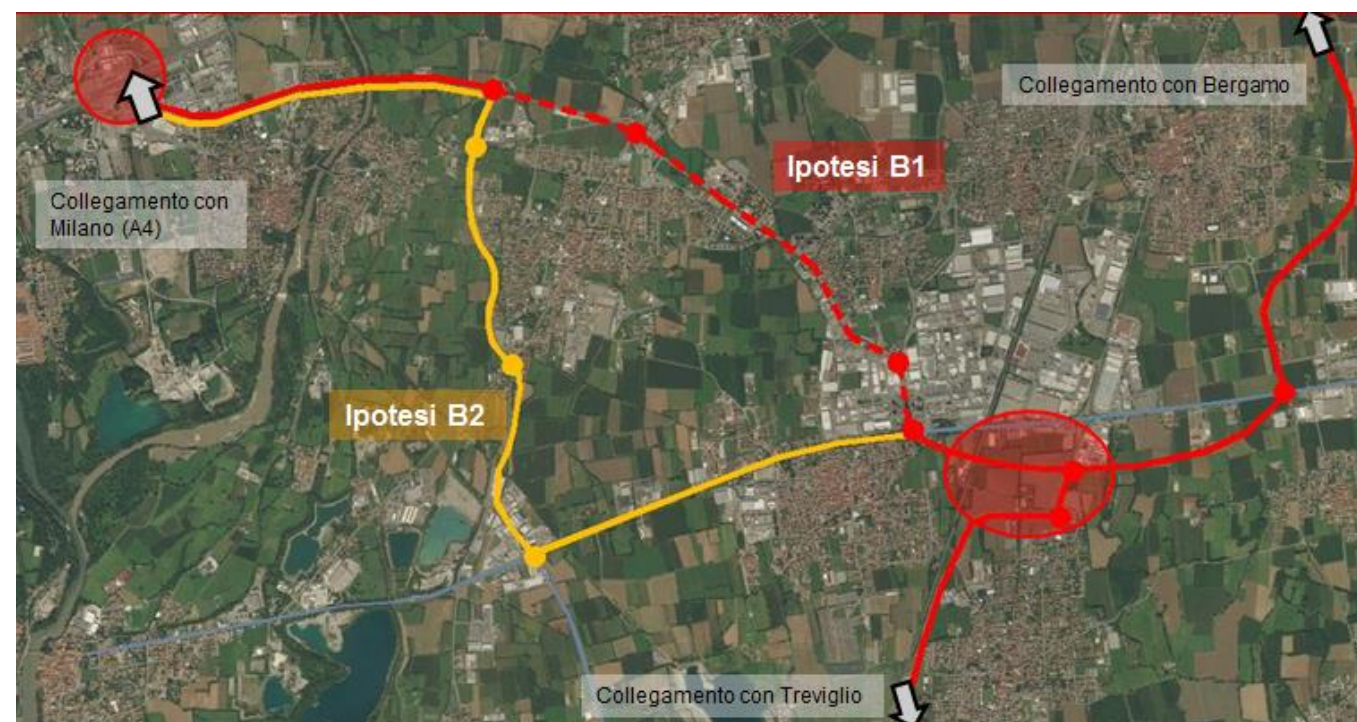 Collegamento con Bergamo
Ipotesi B1
Collegamento con
Milano (A4)
Ipotesi B2
Collegamento con Treviglio